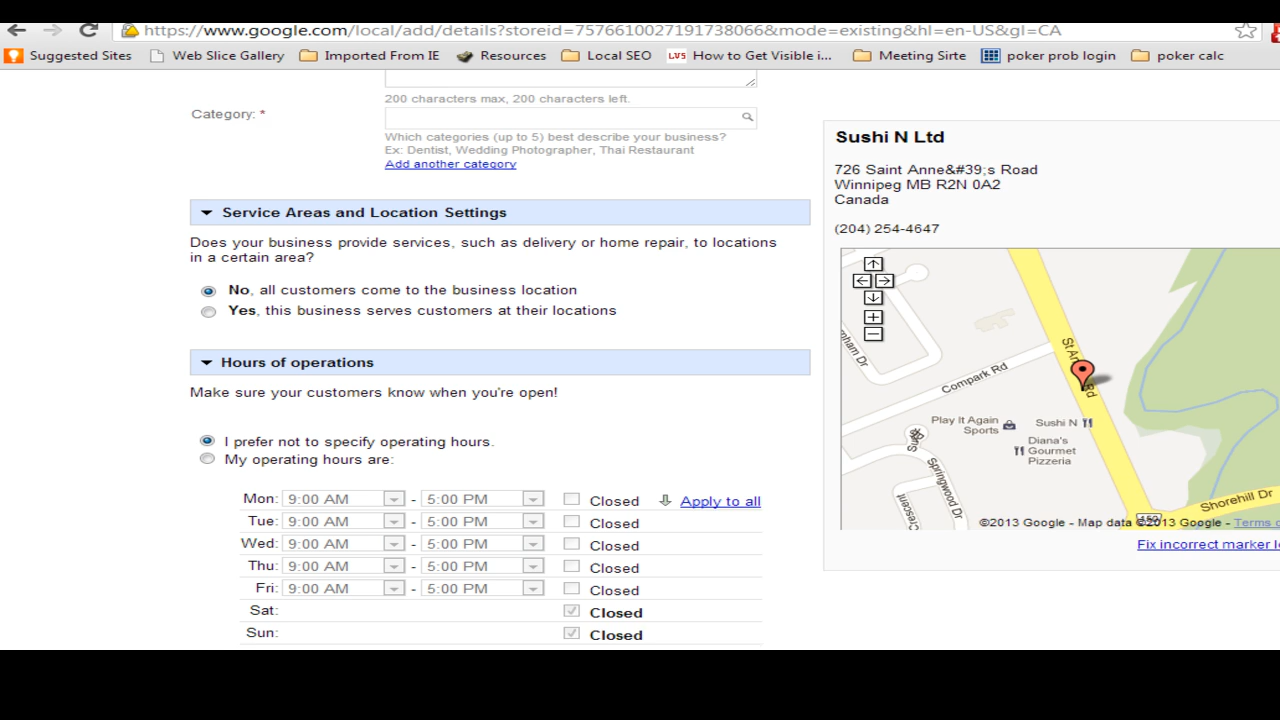 https://www.google.com/local/add/details?storeid=7576610027191738066&mode=existing&hl=en-US&gl=CA
Suggested Sites Web Slice Gallery Imported From IE Resources Local SEO LVS How to Get Visible i... Meeting Sirte poker prob login poker calc
200 characters max, 200 characters left.
Category: *
Which categories (up to 5) best describe your business?
Ex: Dentist, Wedding Photographer, Thai Restaurant
Add another category
Service Areas and Location Settings
Does your business provide services, such as delivery or home repair, to locations
in a certain area?
No, all customers come to the business location
Yes, this business serves customers at their locations
Hours of operations
Make sure your customers know when you're open!
I prefer not to specify operating hours.
My operating hours are:
Mon: 9:00 AM - 5:00 PM Closed Apply to all
Tue: 9:00 AM - 5:00 PM Closed
Wed: 9:00 AM - 5:00 PM Closed
Thu: 9:00 AM - 5:00 PM Closed
Fri: 9:00 AM - 5:00 PM Closed
Sat: Closed
Sun: Closed
Sushi N Ltd
726 Saint Anne&#39;s Road
Winnipeg MB R2N 0A2
Canada
(204) 254-4647
Compark Rd
Play It Again
Sports
Sushi N
Diana's
Gourmet
Pizzeria
Springwood Dr
Shorehill Dr
©2013 Google - Map data ©2013 Google - Terms
Fix incorrect marker